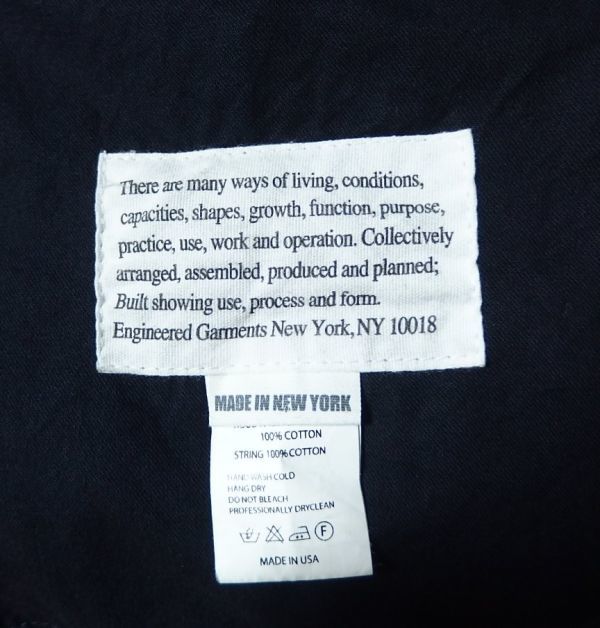 There are many ways of living, conditions,
capacities, shapes, growth, function, purpose,
practice, use, work and operation. Collectively
arranged, assembled, produced and planned;
Built showing use, process and form.
Engineered Garments New York, NY 10018
MADE IN NEW YORK
100% COTTON
STRING 100% COTTON
HAND WASH COLD
HANG DRY
DO NOT BLEACH
PROFESSIONALLY DRYCLEAN
F
MADE IN USA